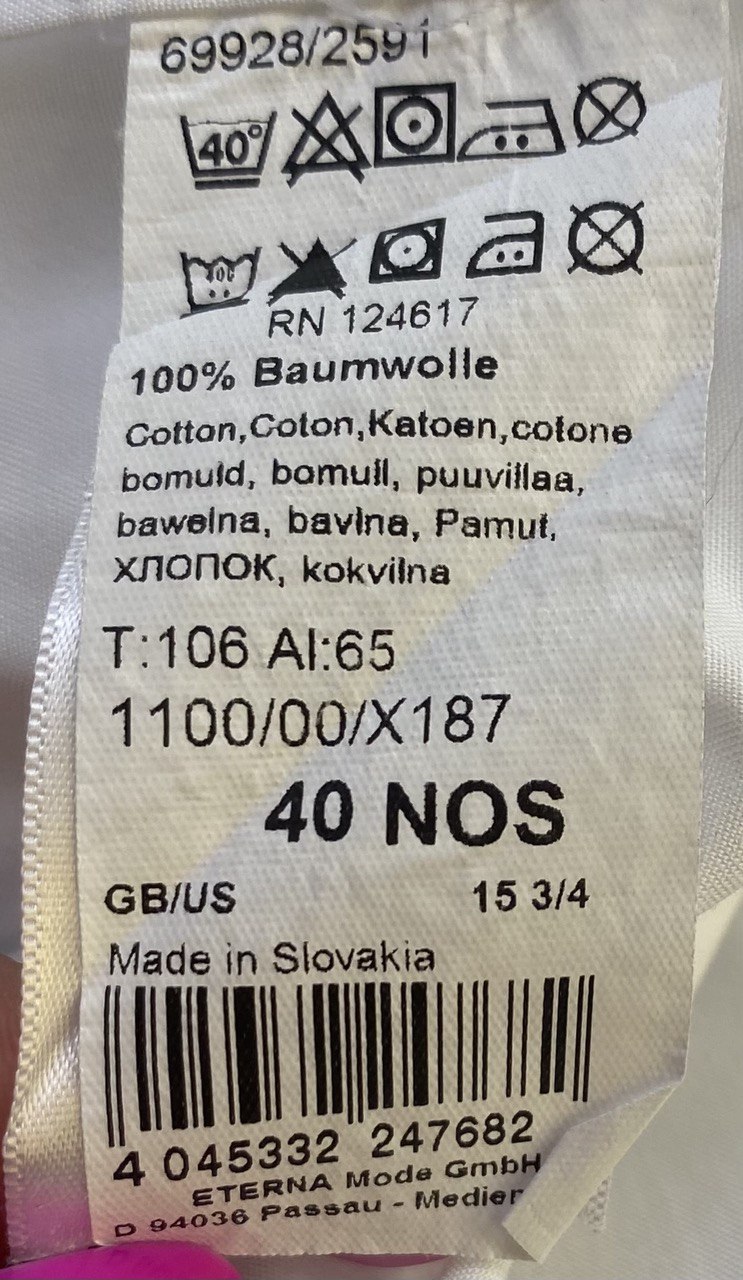 69928/2591
40°
RN 124617
100% Baumwolle
Cotton,Coton,Katoen,cotone
bomuld, bomull, puuvillaa,
bawelna, bavlna, Pamut,
ХЛОПОК, kokvilna
T:106 Al:65
1100/00/X187
40 NOS
GB/US 15 3/4
Made in Slovakia
4 045332 247682
ETERNA Mode GmbH
D 94036 Passau - Medien